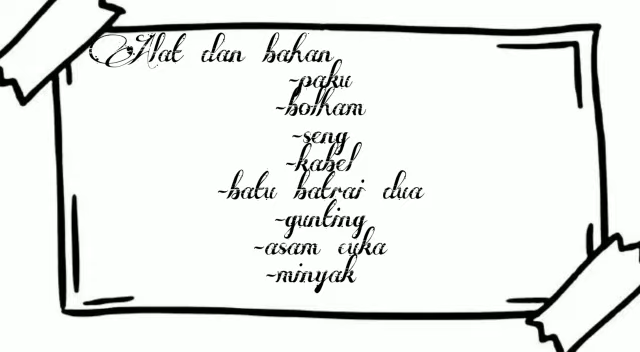 Alat dan bahan
-paku
-bolham
-seng
-kabel
-batu batrai dua
-gunting
-asam cuka
-minyak